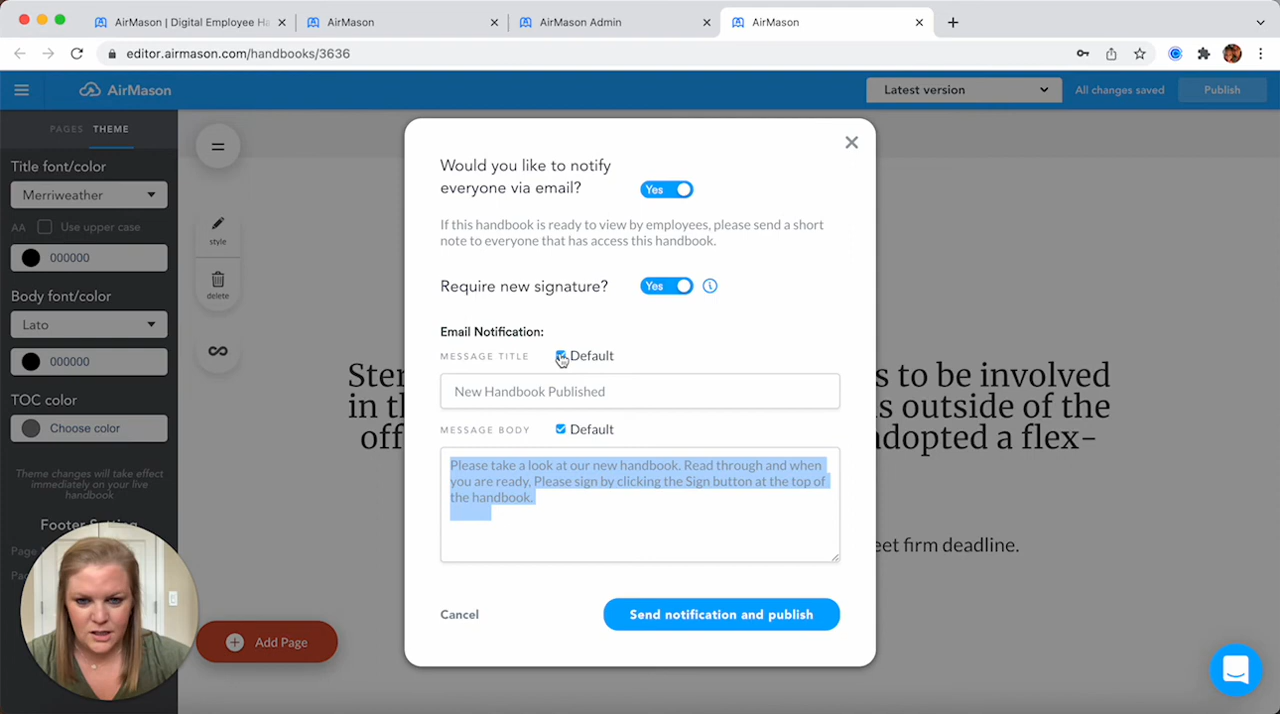 AirMason | Digital Employee Ha
AirMason
AirMason Admin
AirMason
editor.airmason.com/handbooks/3636
AirMason
Latest version
All changes saved
Publish
PAGES
THEME
Title font/color
Merriweather
AA
Use upper case
000000
Body font/color
Lato
000000
TOC color
Choose color
Theme changes will take effect
immediately on your live
handbook
Footer Setting
style
delete
Add Page
Would you like to notify
everyone via email?
Yes
If this handbook is ready to view by employees, please send a short
note to everyone that has access this handbook.
Require new signature?
Yes
Email Notification:
MESSAGE TITLE
Default
New Handbook Published
MESSAGE BODY
Default
Please take a look at our new handbook. Read through and when
you are ready, Please sign by clicking the Sign button at the top of
the handbook.
Cancel
Send notification and publish
s to be involved
in th
s outside of the
off
adopted a flex-
eet firm deadline.